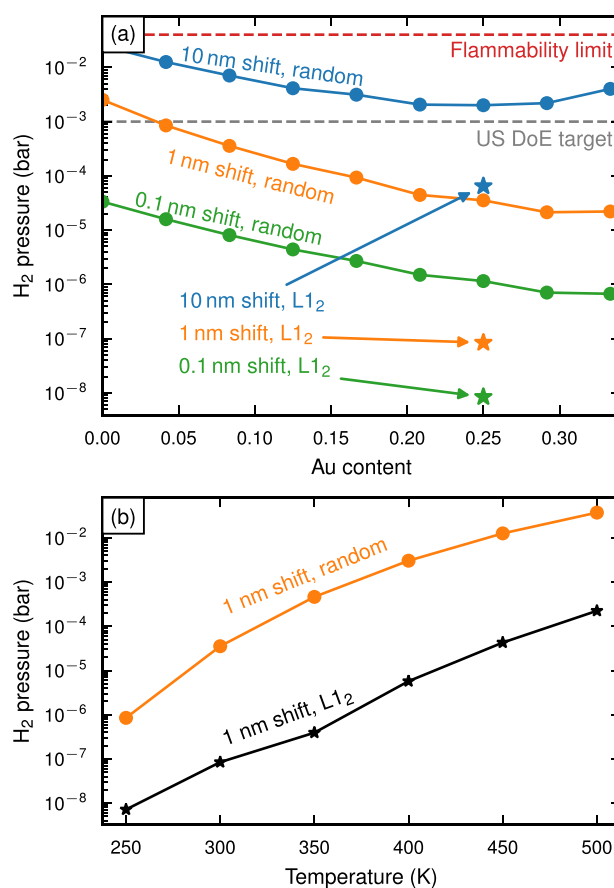 (a)
Flammability limit
10 nm shift, random
US DoE target
1 nm shift, random
0.1 nm shift, random
10 nm shift, L1₂
1 nm shift, L1₂
0.1 nm shift, L1₂
H₂ pressure (bar)
10⁻²
10⁻³
10⁻⁴
10⁻⁵
10⁻⁶
10⁻⁷
10⁻⁸
0.00 0.05 0.10 0.15 0.20 0.25 0.30
Au content
(b)
1 nm shift, random
1 nm shift, L1₂
H₂ pressure (bar)
10⁻²
10⁻³
10⁻⁴
10⁻⁵
10⁻⁶
10⁻⁷
10⁻⁸
250 300 350 400 450 500
Temperature (K)